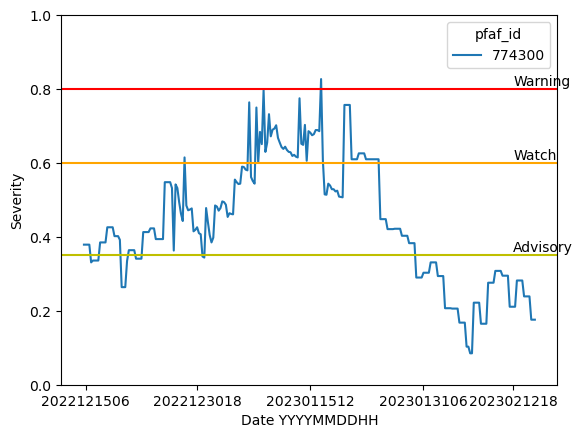 1.0
pfaf_id
774300
Warning
0.8
Watch
0.6
Severity
0.4
Advisory
0.2
0.0
2022121506 2022123018 2023011512 2023013106 2023021218
Date YYYYMMDDHH